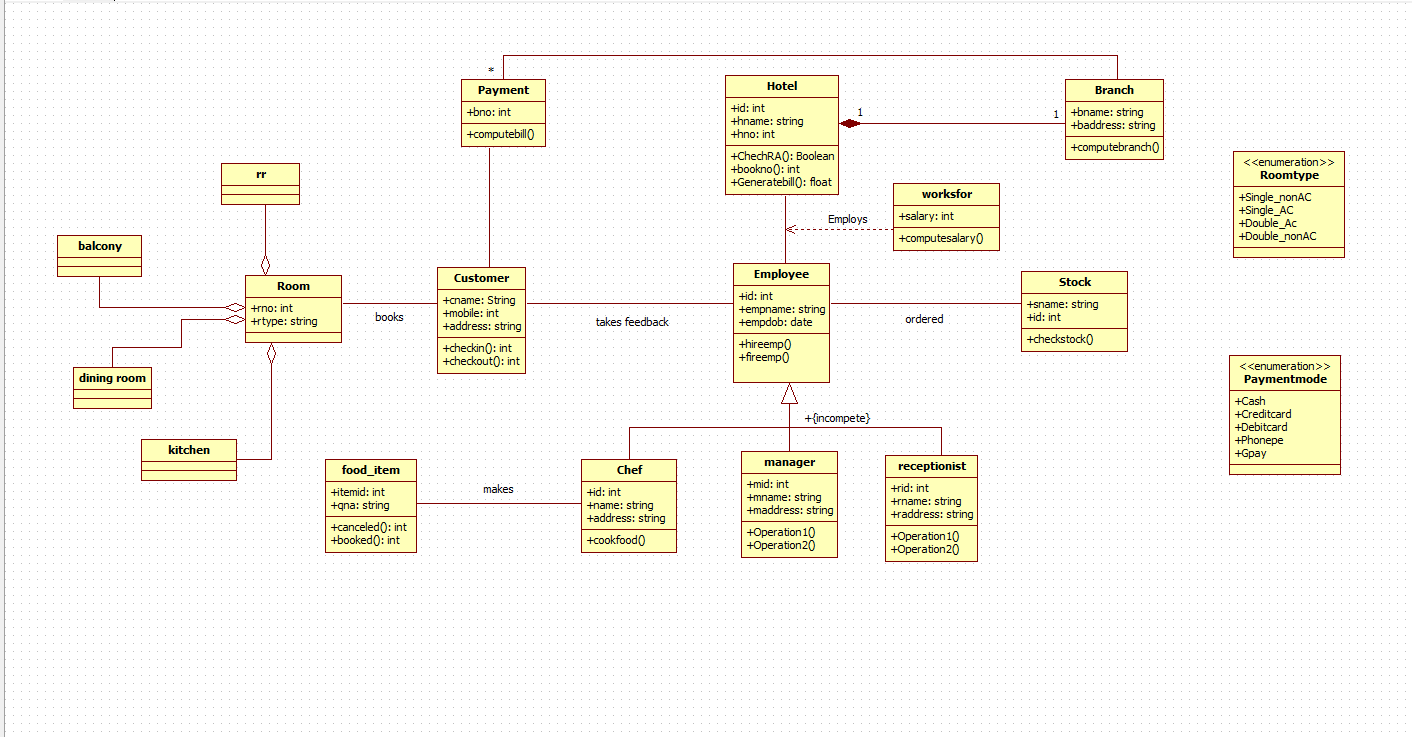 *
Payment
+bno: int
+computebill()
Hotel
+id: int
+hname: string
+hno: int
+ChechRA(): Boolean
+bookno(): int
+Generatebill(): float
1
1
Branch
+bname: string
+baddress: string
+computebranch()
<<enumeration>>
Roomtype
+Single_nonAC
+Single_AC
+Double_Ac
+Double_nonAC
rr
worksfor
+salary: int
+computesalary()
Employs
balcony
Room
+rno: int
+rtype: string
books
Customer
+cname: String
+mobile: int
+address: string
+checkin(): int
+checkout(): int
takes feedback
Employee
+id: int
+empname: string
+empdob: date
+hireemp()
+fireemp()
ordered
Stock
+sname: string
+id: int
+checkstock()
dining room
<<enumeration>>
Paymentmode
+Cash
+Creditcard
+Debitcard
+Phonepe
+Gpay
+{incompete}
kitchen
food_item
+itemid: int
+qna: string
+canceled(): int
+booked(): int
makes
Chef
+id: int
+name: string
+address: string
+cookfood()
manager
+mid: int
+mname: string
+maddress: string
+Operation1()
+Operation2()
receptionist
+rid: int
+rname: string
+raddress: string
+Operation1()
+Operation2()